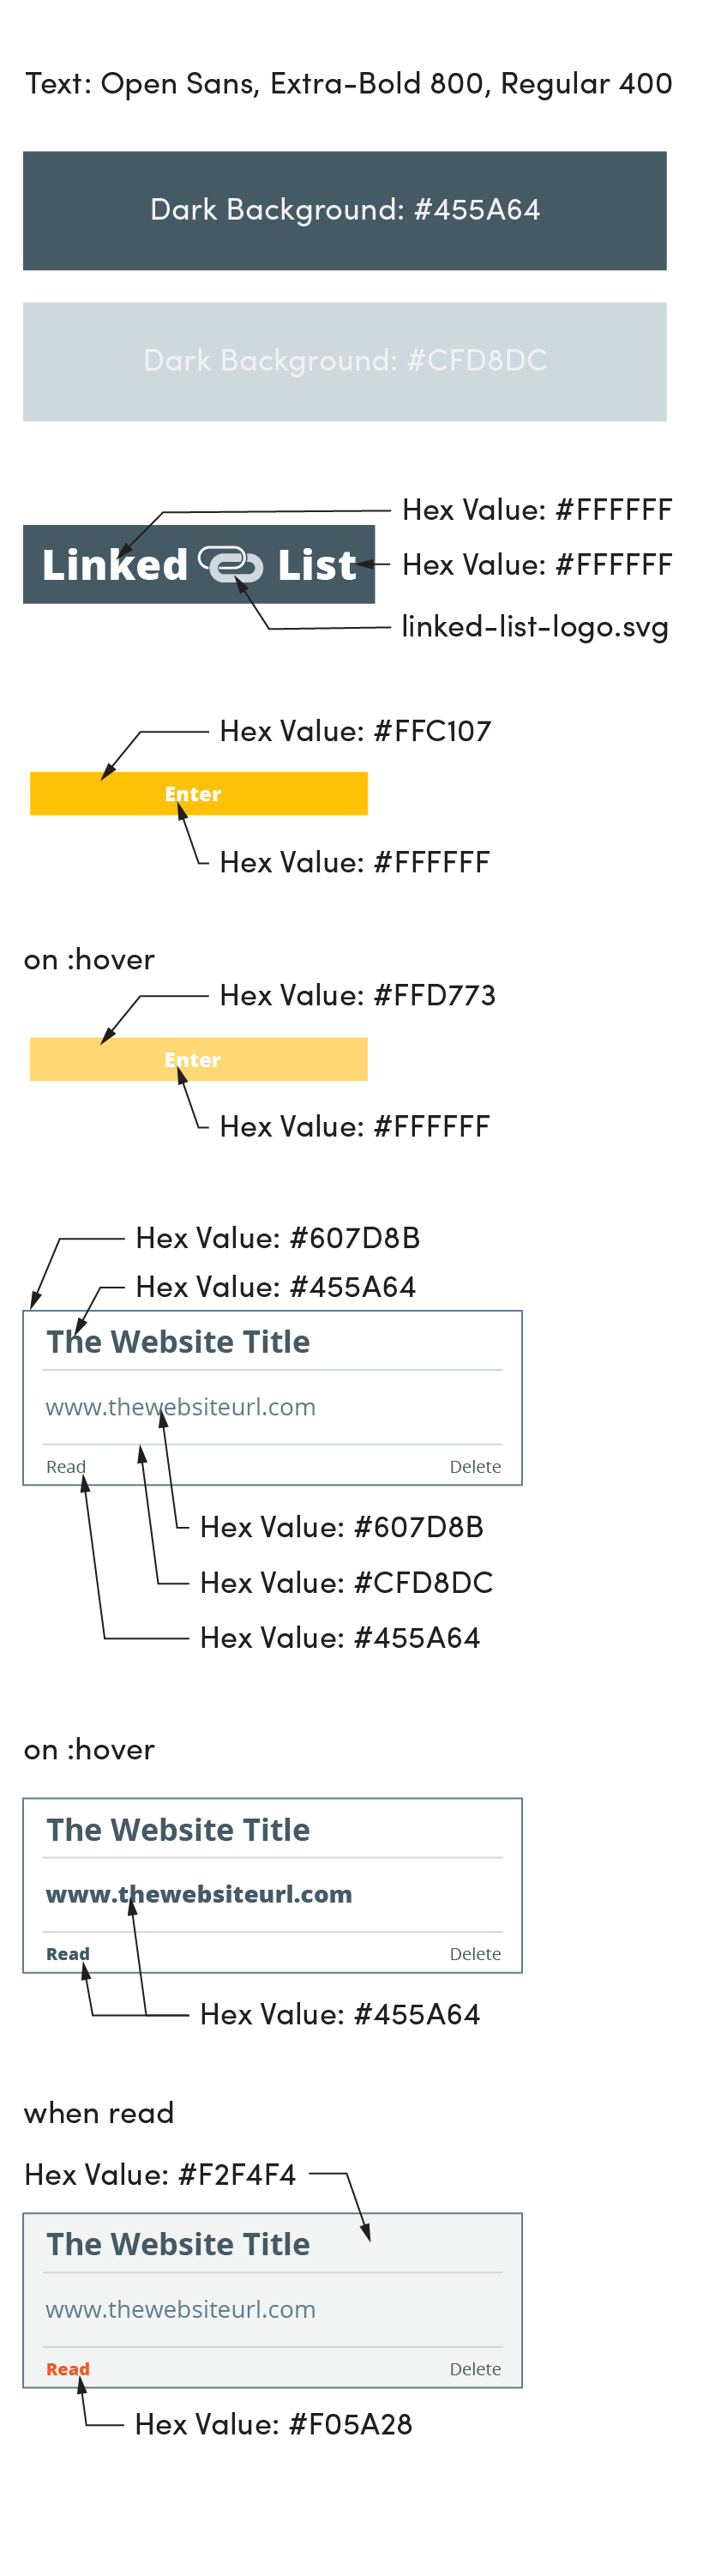 Text: Open Sans, Extra-Bold 800, Regular 400
Dark Background: #455A64
Dark Background: #CFD8DC
Hex Value: #FFFFFF
Linked List
Hex Value: #FFFFFF
linked-list-logo.svg
Hex Value: #FFC107
Enter
Hex Value: #FFFFFF
on :hover
Hex Value: #FFD773
Enter
Hex Value: #FFFFFF
Hex Value: #607D8B
Hex Value: #455A64
The Website Title
www.thewebsiteurl.com
Read Delete
Hex Value: #607D8B
Hex Value: #CFD8DC
Hex Value: #455A64
on :hover
The Website Title
www.thewebsiteurl.com
Read Delete
Hex Value: #455A64
when read
Hex Value: #F2F4F4
The Website Title
www.thewebsiteurl.com
Read Delete
Hex Value: #F05A28